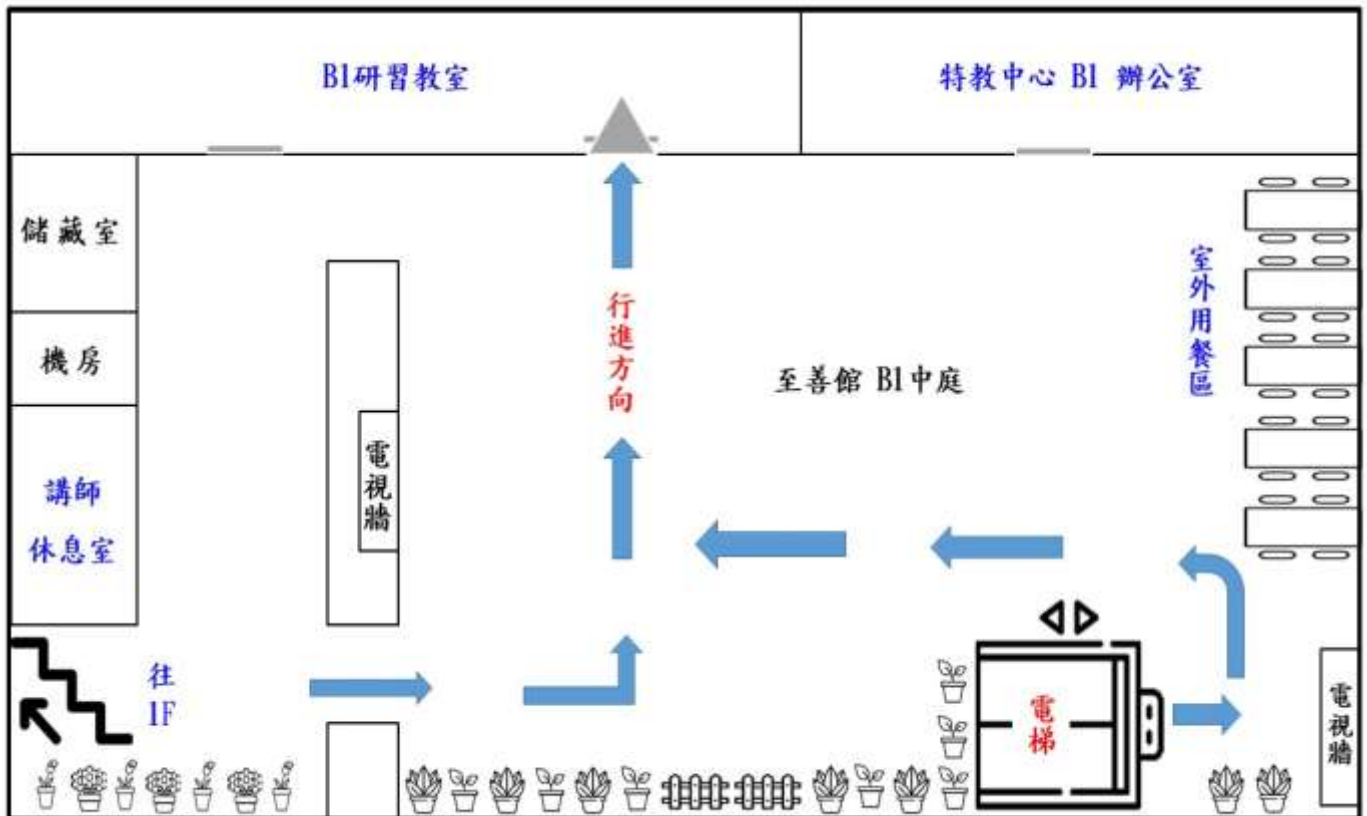 B1研習教室
特教中心 B1 辦公室
儲藏室
機房
講師
休息室
電視牆
行進方向
至善館 B1中庭
室外用餐區
往
1F
電梯
電視牆